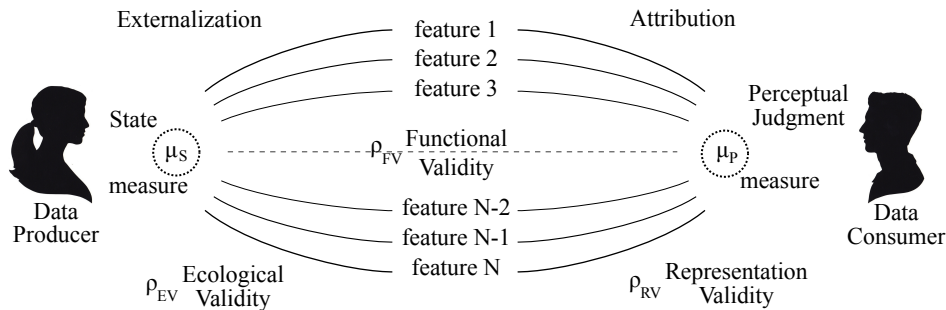 Externalization
Attribution
feature 1
feature 2
feature 3
State
μS
measure
Data
Producer
ρFV Functional
Validity
Perceptual
Judgment
μP
measure
Data
Consumer
feature N-2
feature N-1
feature N
ρEV Ecological
Validity
ρRV Representation
Validity